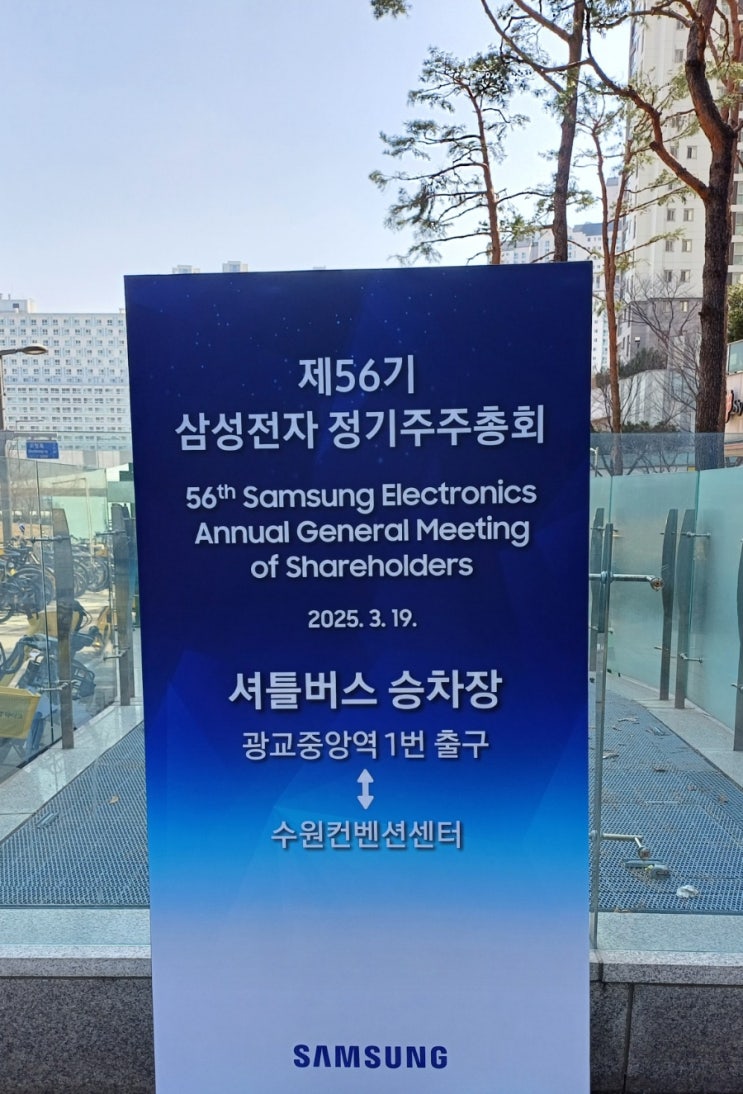 제56기
삼성전자 정기주주총회
56th Samsung Electronics
Annual General Meeting
of Shareholders
2025. 3. 19.
셔틀버스 승차장
광교중앙역 1번 출구
수원컨벤션센터
SAMSUNG